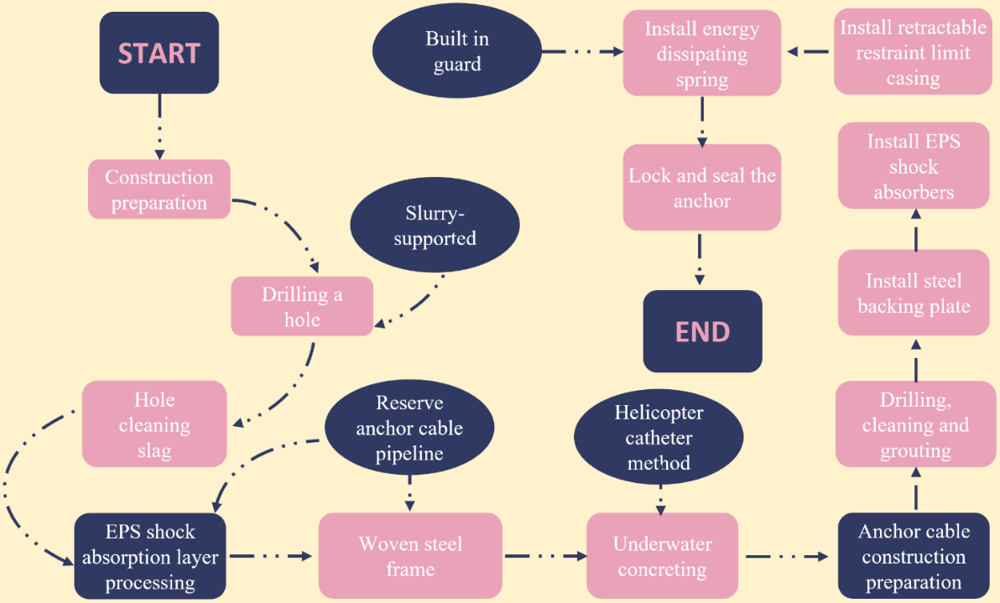 START
Construction
preparation
Slurry-
supported
Drilling a
hole
Hole
cleaning
slag
Reserve
anchor cable
pipeline
EPS shock
absorption layer
processing
Woven steel
frame
Helicopter
catheter
method
Underwater
concreting
Anchor cable
construction
preparation
Drilling,
cleaning and
grouting
Install steel
backing plate
Install EPS
shock
absorbers
Install retractable
restraint limit
casing
Built in
guard
Install energy
dissipating
spring
Lock and seal the
anchor
END